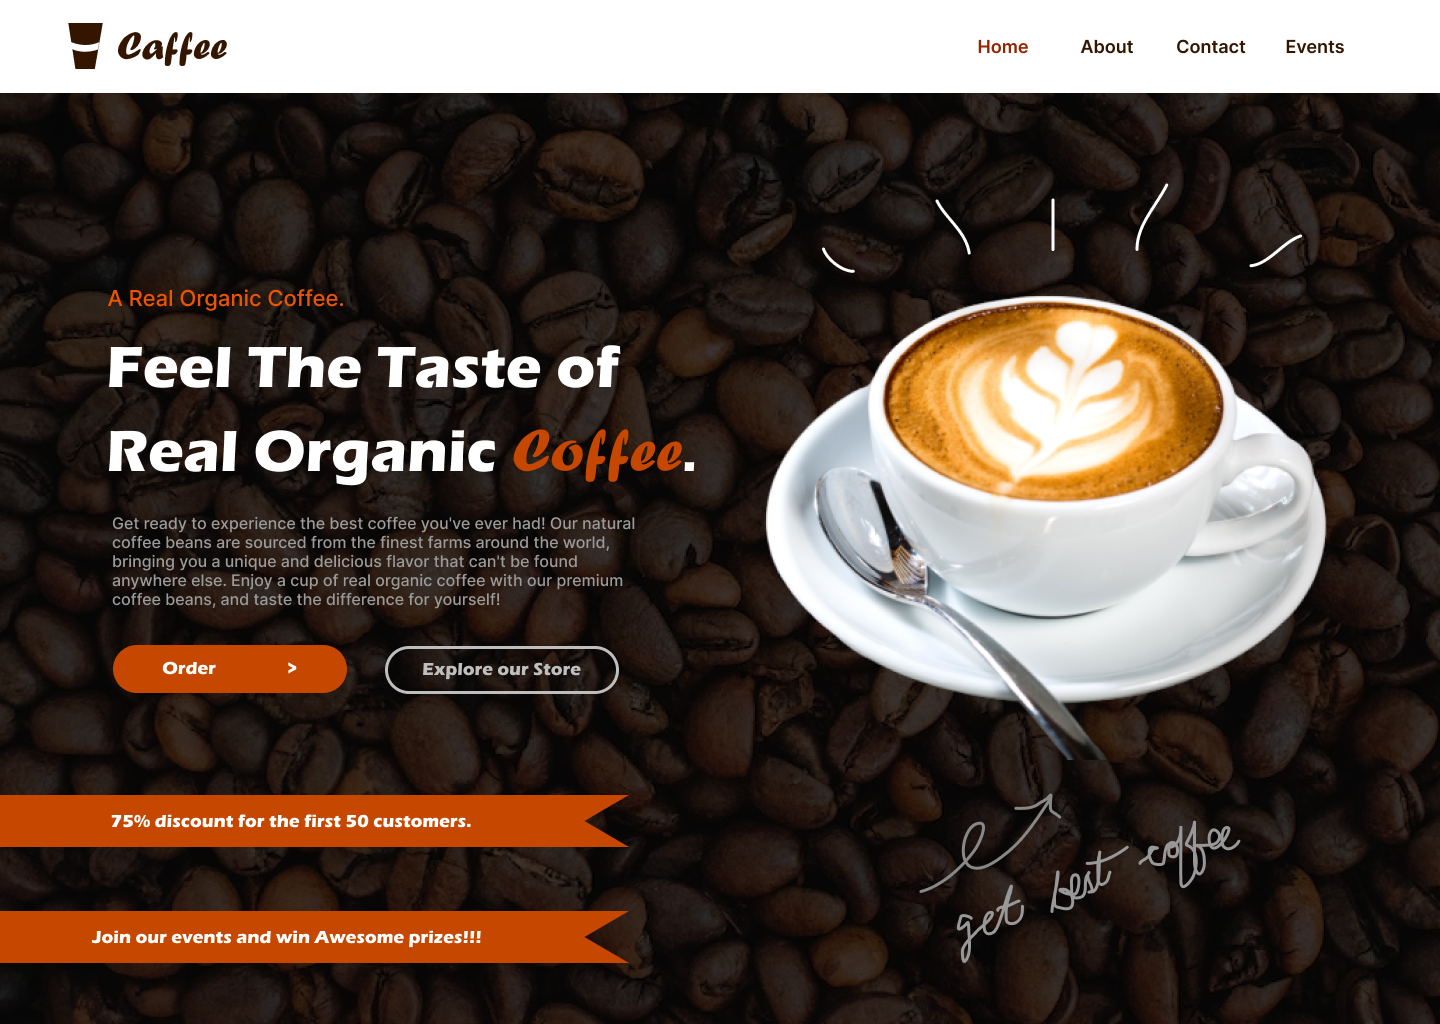 Caffee
Home About Contact Events
A Real Organic Coffee.
Feel The Taste of
Real Organic Coffee.
Get ready to experience the best coffee you've ever had! Our natural
coffee beans are sourced from the finest farms around the world,
bringing you a unique and delicious flavor that can't be found
anywhere else. Enjoy a cup of real organic coffee with our premium
coffee beans, and taste the difference for yourself!
Order >
Explore our Store
75% discount for the first 50 customers.
Join our events and win Awesome prizes!!!
get best coffee